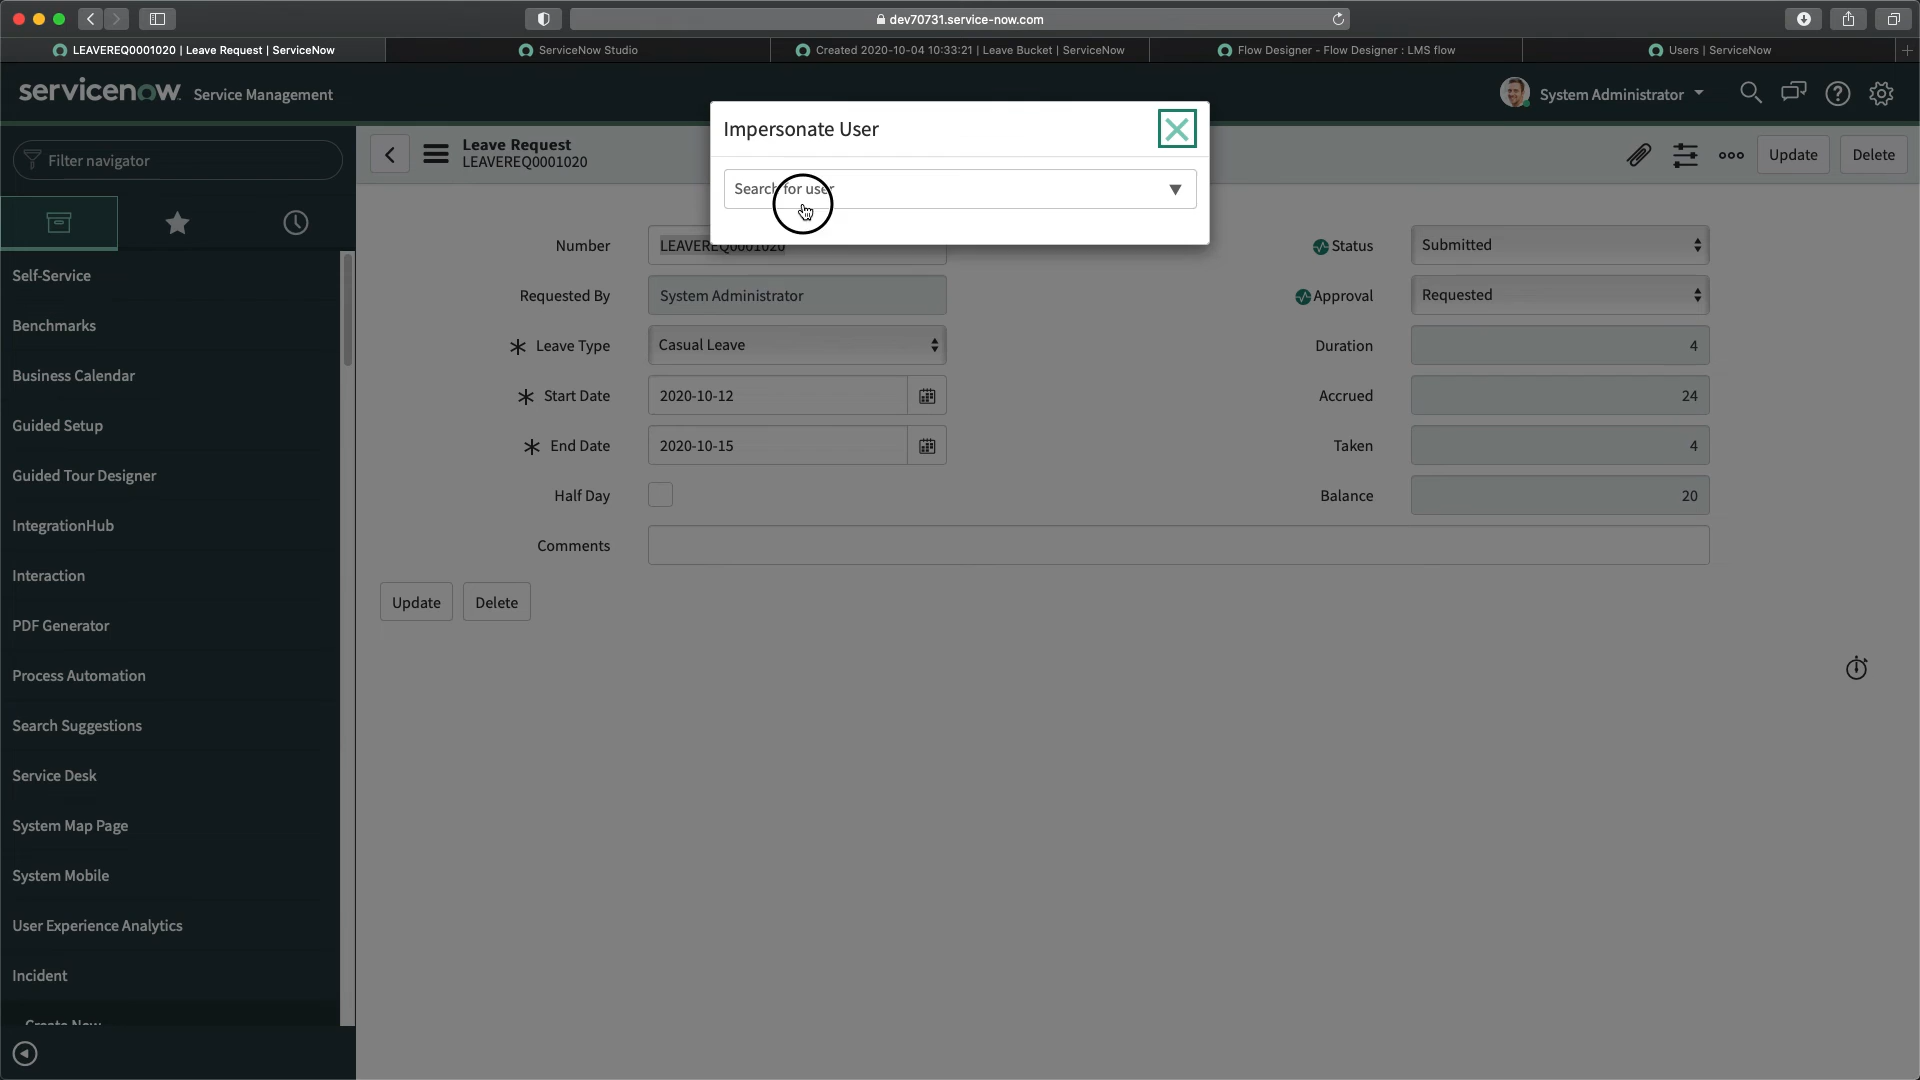 dev70731.service-now.com
LEAVEREQ0001020 | Leave Request | ServiceNow
ServiceNow Studio
Created 2020-10-04 10:33:21 | Leave Bucket | ServiceNow
Flow Designer - Flow Designer : LMS flow
Users | ServiceNow
servicenow Service Management
System Administrator
Impersonate User
Search for user
Filter navigator
Leave Request
LEAVEREQ0001020
Update
Delete
Self-Service
Benchmarks
Business Calendar
Guided Setup
Guided Tour Designer
IntegrationHub
Interaction
PDF Generator
Process Automation
Search Suggestions
Service Desk
System Map Page
System Mobile
User Experience Analytics
Incident
Create New
Number LEAVEREQ0001020
Requested By System Administrator
Leave Type Casual Leave
Start Date 2020-10-12
End Date 2020-10-15
Half Day
Comments
Status Submitted
Approval Requested
Duration 4
Accrued 24
Taken 4
Balance 20
Update
Delete